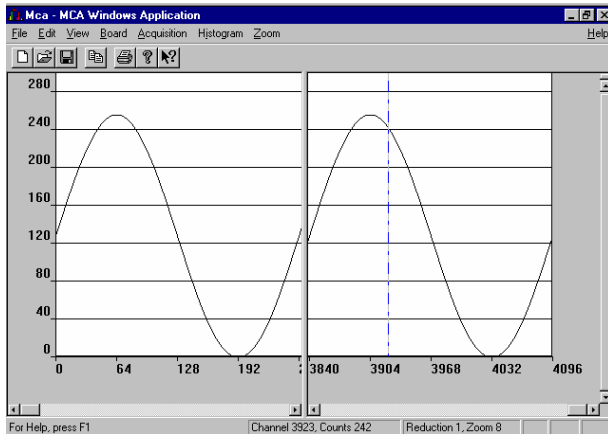 Mca - MCA Windows Application
File Edit View Board Acquisition Histogram Zoom Help
280
240
200
160
120
80
40
0
0 64 128 192
3840 3904 3968 4032 4096
For Help, press F1 Channel 3923, Counts 242 Reduction 1, Zoom 8